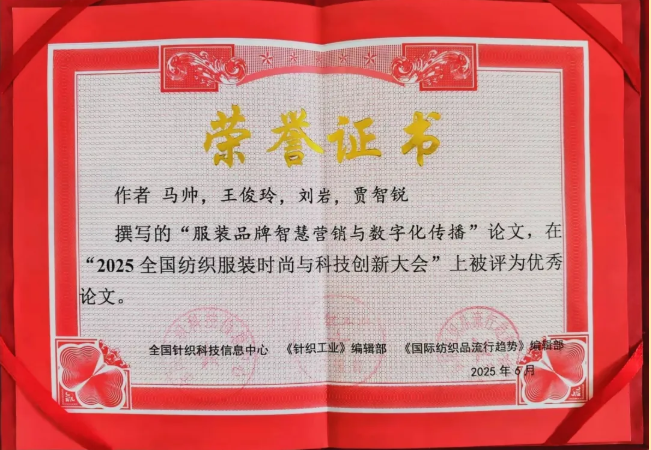 荣誉证书
作者 马帅，王俊玲，刘岩，贾智锐
撰写的“服装品牌智慧营销与数字化传播”论文，在
“2025 全国纺织服装时尚与科技创新大会”上被评为优秀
论文。
全国针织科技信息中心 《针织工业》编辑部 《国际纺织品流行趋势》编辑部
2025 年 6 月